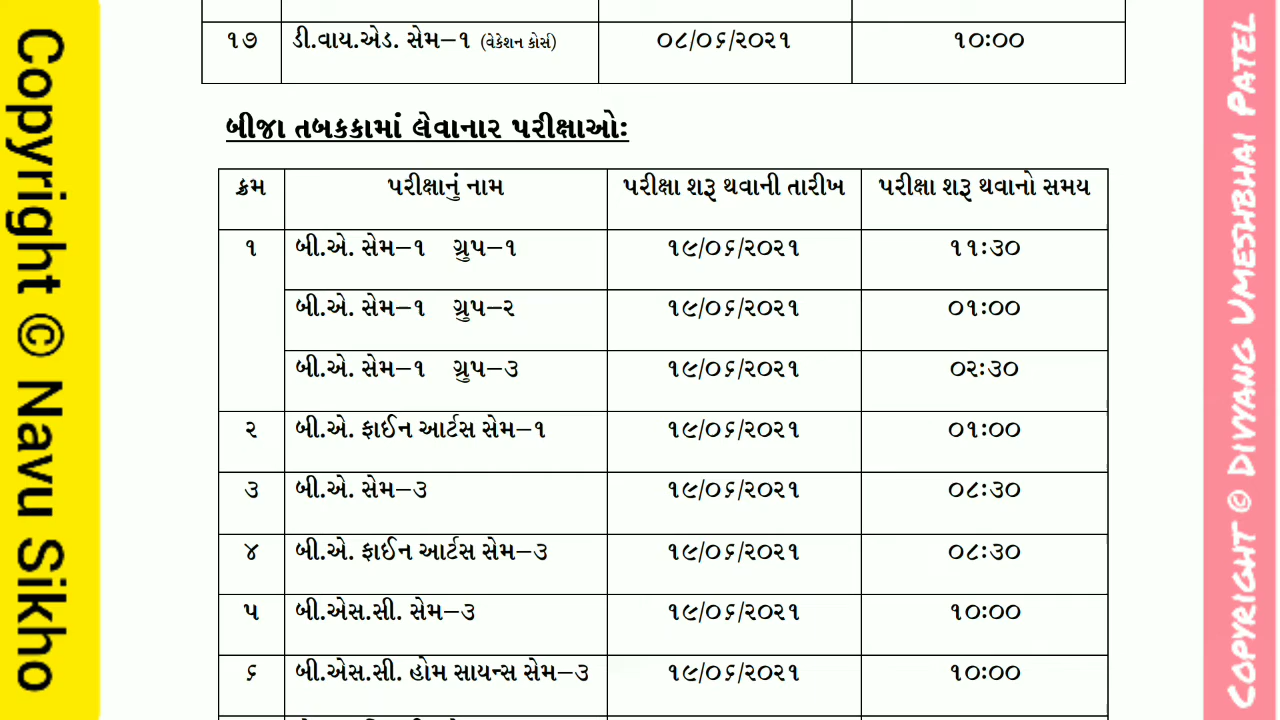 Copyright © Navu Sikho
૧૭ ડી.વાય.એડ. સેમ-૧ (વેકેશન કોર્સ) ૦૮/૦૬/૨૦૨૧ ૧૦:૦૦
બીજા તબકકામાં લેવાનાર પરીક્ષાઓઃ
ક્રમ પરીક્ષાનું નામ પરીક્ષા શરૂ થવાની તારીખ પરીક્ષા શરૂ થવાનો સમય
૧ બી.એ. સેમ-૧ ગ્રુપ-૧ ૧૯/૦૬/૨૦૨૧ ૧૧:૩૦
બી.એ. સેમ-૧ ગ્રુપ-૨ ૧૯/૦૬/૨૦૨૧ ૦૧:૦૦
બી.એ. સેમ-૧ ગ્રુપ-૩ ૧૯/૦૬/૨૦૨૧ ૦૨:૩૦
૨ બી.એ. ફાઈન આર્ટસ સેમ-૧ ૧૯/૦૬/૨૦૨૧ ૦૧:૦૦
૩ બી.એ. સેમ-૩ ૧૯/૦૬/૨૦૨૧ ૦૮:૩૦
૪ બી.એ. ફાઈન આર્ટસ સેમ-૩ ૧૯/૦૬/૨૦૨૧ ૦૮:૩૦
૫ બી.એસ.સી. સેમ-૩ ૧૯/૦૬/૨૦૨૧ ૧૦:૦૦
૬ બી.એસ.સી. હોમ સાયન્સ સેમ-૩ ૧૯/૦૬/૨૦૨૧ ૧૦:૦૦
COPYRIGHT © DIVYANG UMESHBHAI PATEL